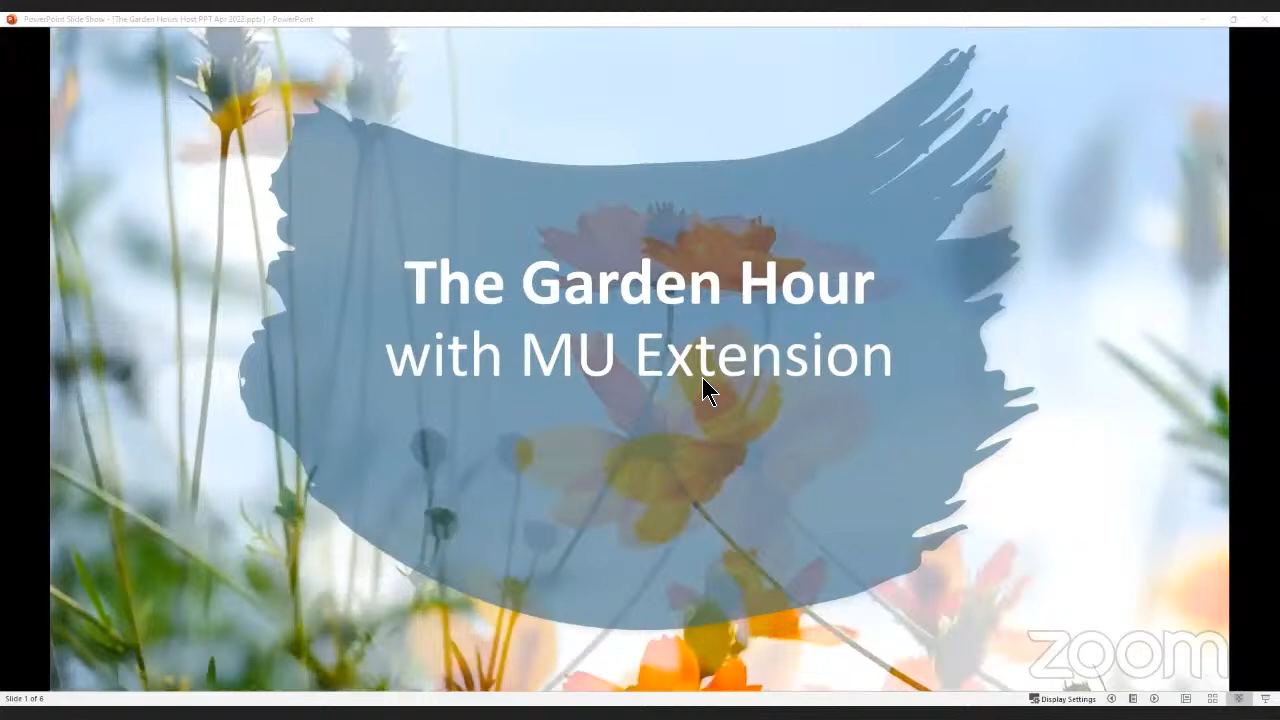 PowerPoint Slide Show - [The Garden Hours Host PPT Apr 2022.pptx] - PowerPoint
The Garden Hour
with MU Extension
zoom
Slide 1 of 6
Display Settings